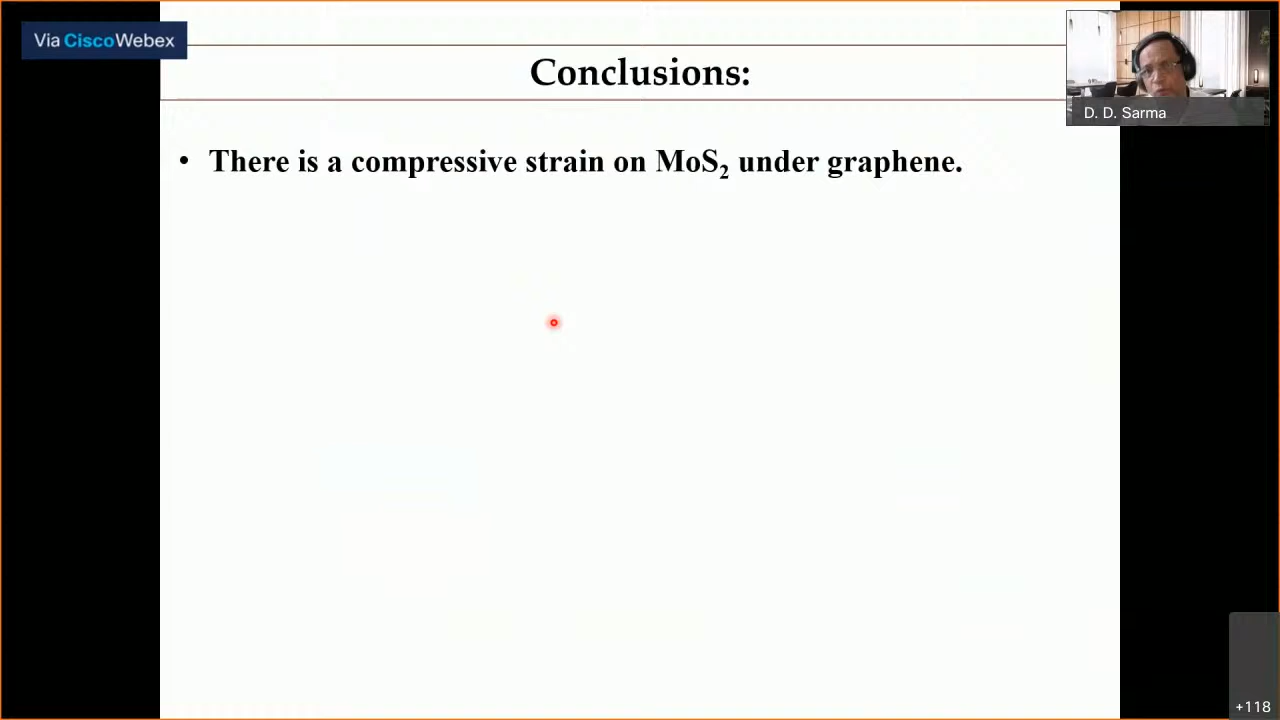 Via CiscoWebex
Conclusions:
D. D. Sarma
• There is a compressive strain on MoS₂ under graphene.
+118